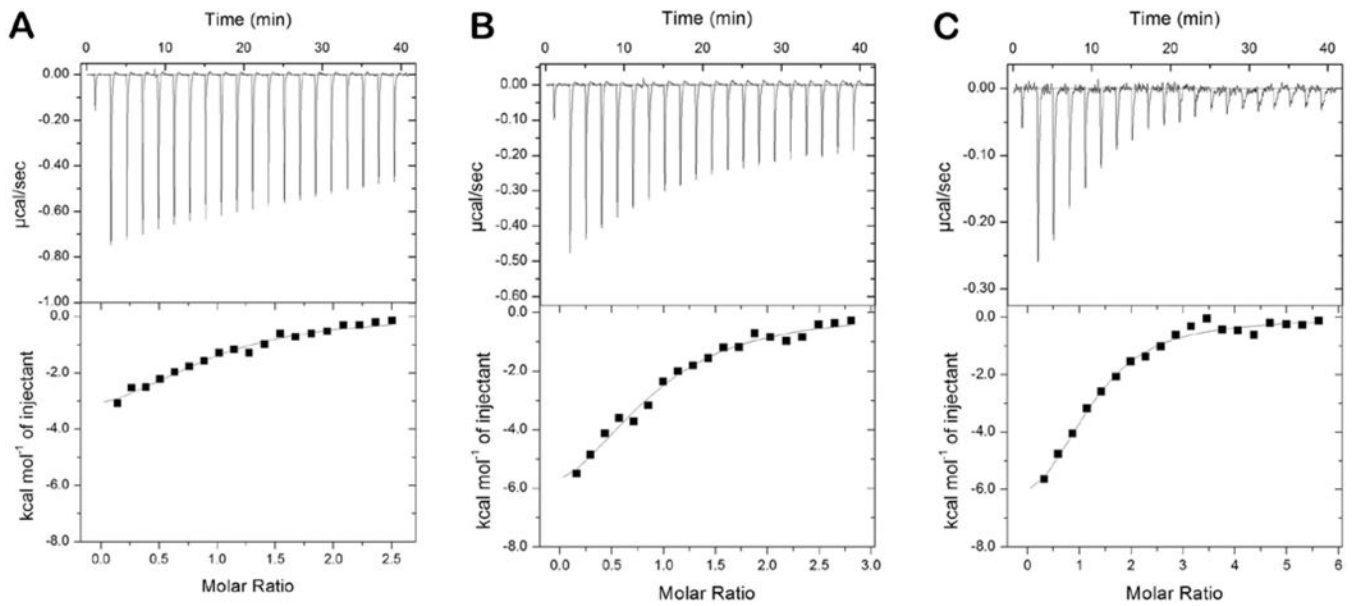 A
Time (min)
0 10 20 30 40
0.00
-0.20
-0.40
-0.60
-0.80
-1.00
µcal/sec
0.0
-2.0
-4.0
-6.0
-8.0
kcal mol⁻¹ of injectant
0.0 0.5 1.0 1.5 2.0 2.5
Molar Ratio
B
Time (min)
0 10 20 30 40
0.00
-0.10
-0.20
-0.30
-0.40
-0.50
-0.60
µcal/sec
0.0
-2.0
-4.0
-6.0
-8.0
kcal mol⁻¹ of injectant
0.0 0.5 1.0 1.5 2.0 2.5 3.0
Molar Ratio
C
Time (min)
0 10 20 30 40
0.00
-0.10
-0.20
-0.30
µcal/sec
0.0
-2.0
-4.0
-6.0
-8.0
kcal mol⁻¹ of injectant
0 1 2 3 4 5 6
Molar Ratio